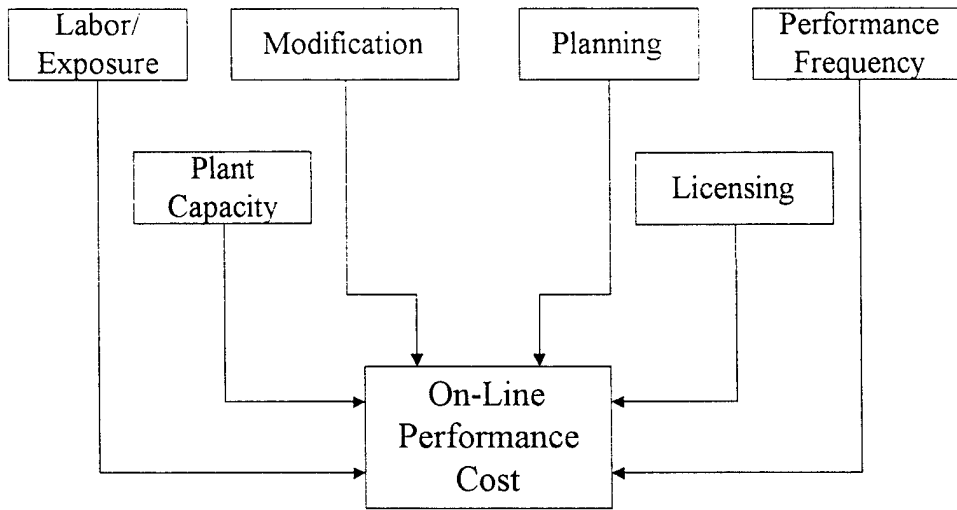 Labor/
Exposure
Modification
Planning
Performance
Frequency
Plant
Capacity
Licensing
On-Line
Performance
Cost